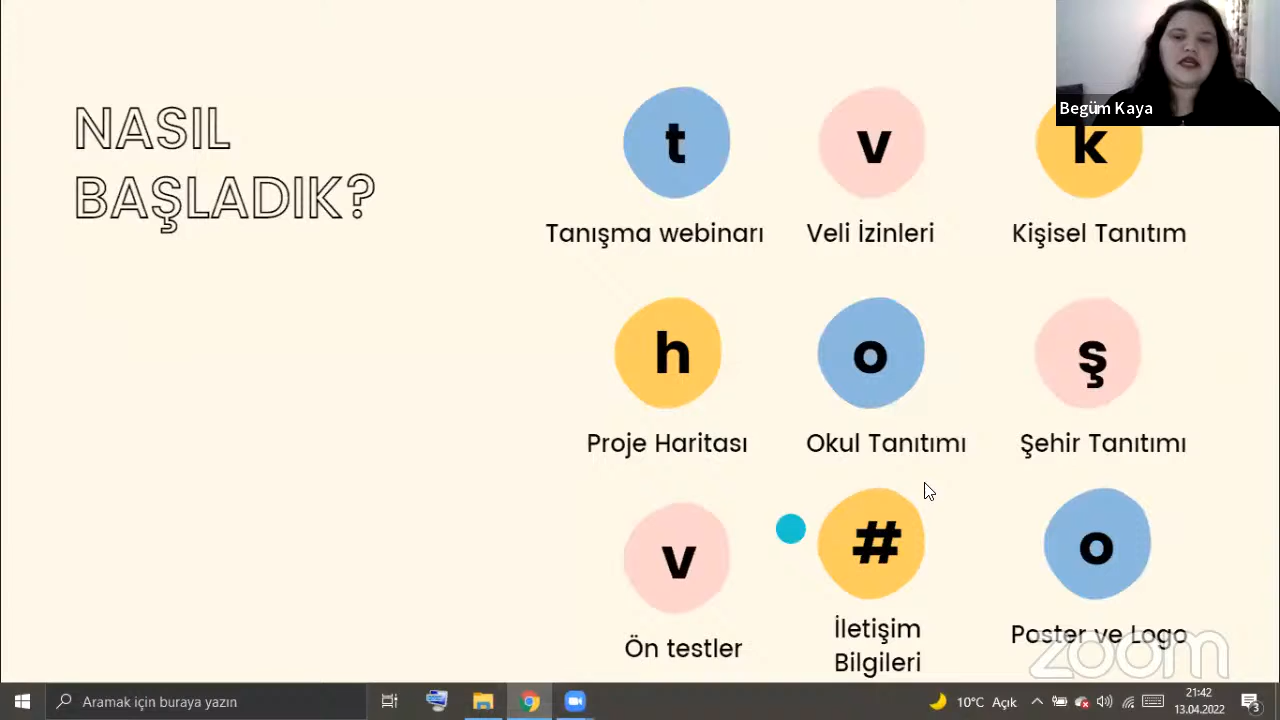 NASIL
BAŞLADIK?
t
v
k
Begüm Kaya
Tanışma webinarı
Veli İzinleri
Kişisel Tanıtım
h
o
ş
Proje Haritası
Okul Tanıtımı
Şehir Tanıtımı
v
#
o
Ön testler
İletişim
Bilgileri
Poster ve Logo
zoom
Aramak için buraya yazın
10°C Açık
21:42
13.04.2022
3